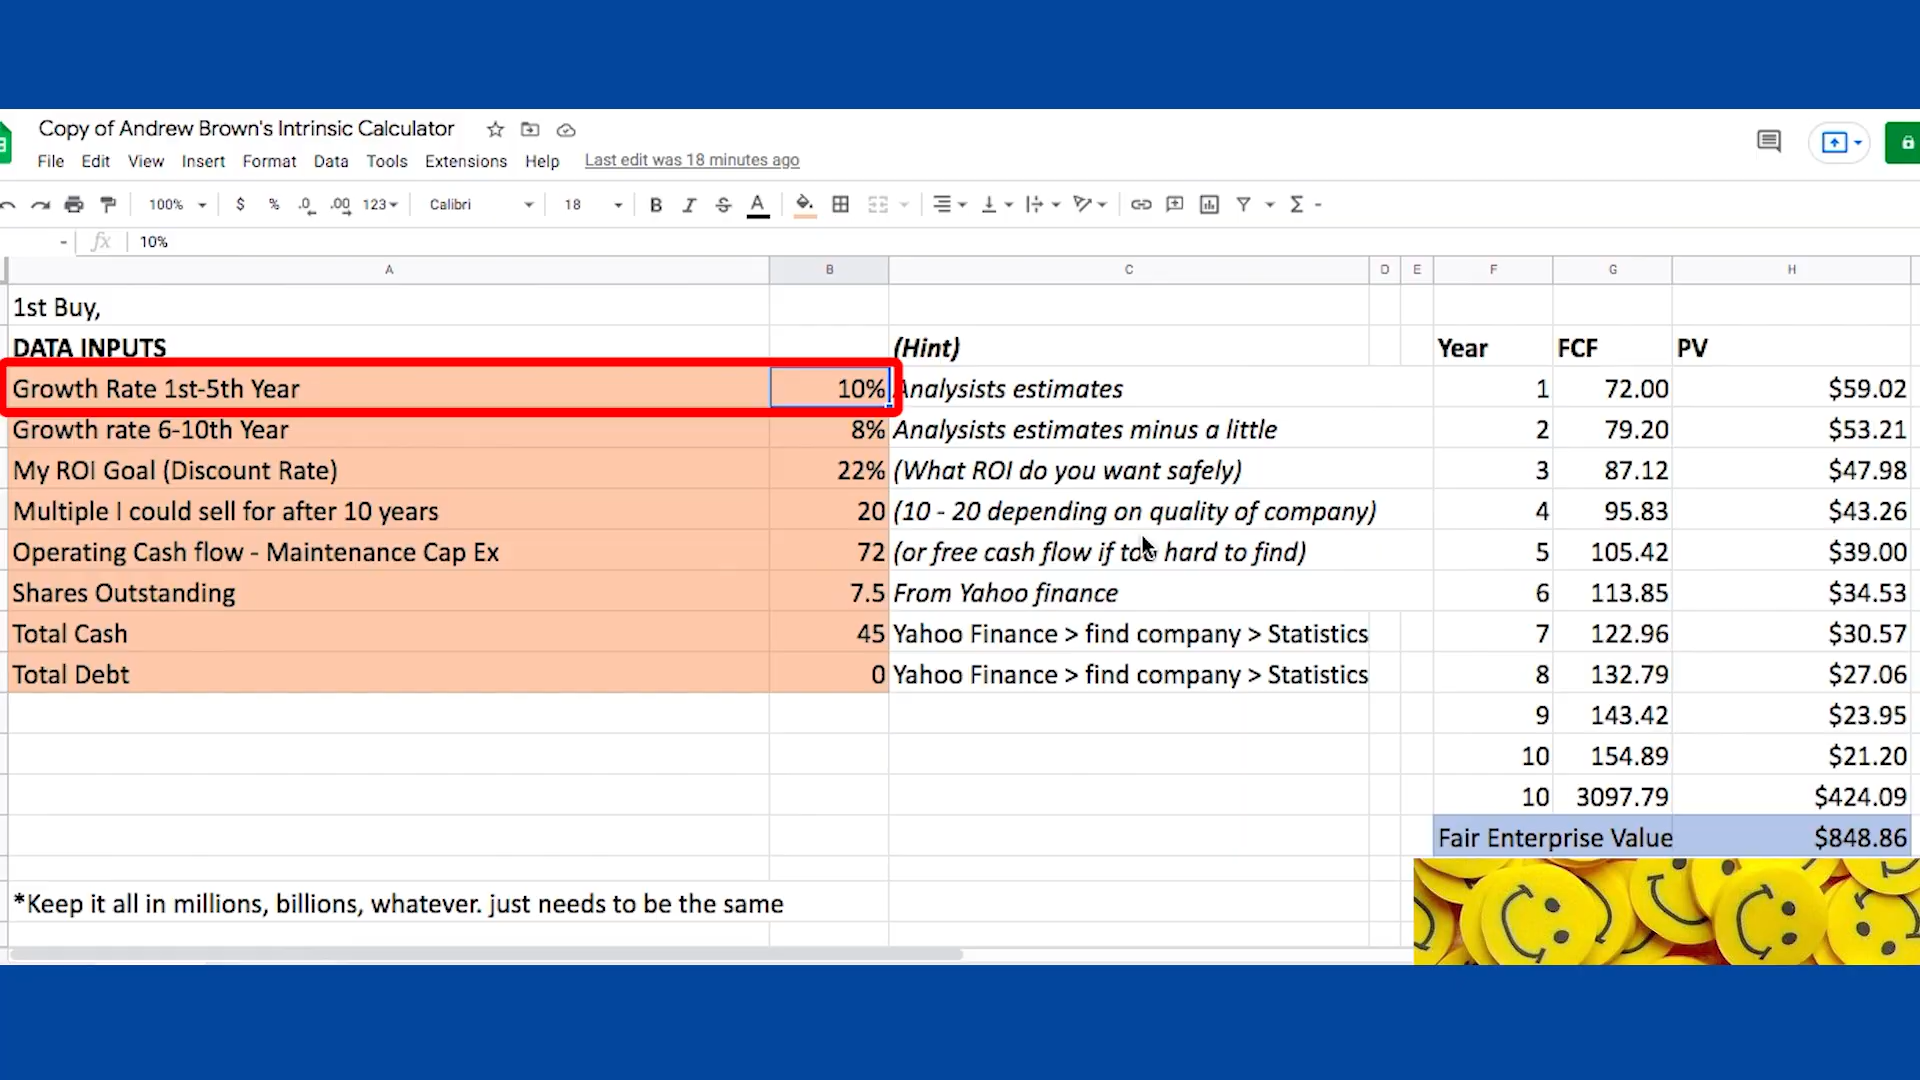 Copy of Andrew Brown's Intrinsic Calculator
File Edit View Insert Format Data Tools Extensions Help Last edit was 18 minutes ago
100% $ % .0 .00 123 Calibri 18 B I S A Σ
fx 10%
A B C D E F G H
1st Buy,
DATA INPUTS (Hint) Year FCF PV
Growth Rate 1st-5th Year 10% Analysists estimates 1 72.00 $59.02
Growth rate 6-10th Year 8% Analysists estimates minus a little 2 79.20 $53.21
My ROI Goal (Discount Rate) 22% (What ROI do you want safely) 3 87.12 $47.98
Multiple I could sell for after 10 years 20 (10 - 20 depending on quality of company) 4 95.83 $43.26
Operating Cash flow - Maintenance Cap Ex 72 (or free cash flow if too hard to find) 5 105.42 $39.00
Shares Outstanding 7.5 From Yahoo finance 6 113.85 $34.53
Total Cash 45 Yahoo Finance > find company > Statistics 7 122.96 $30.57
Total Debt 0 Yahoo Finance > find company > Statistics 8 132.79 $27.06
9 143.42 $23.95
10 154.89 $21.20
10 3097.79 $424.09
Fair Enterprise Value $848.86
*Keep it all in millions, billions, whatever. just needs to be the same